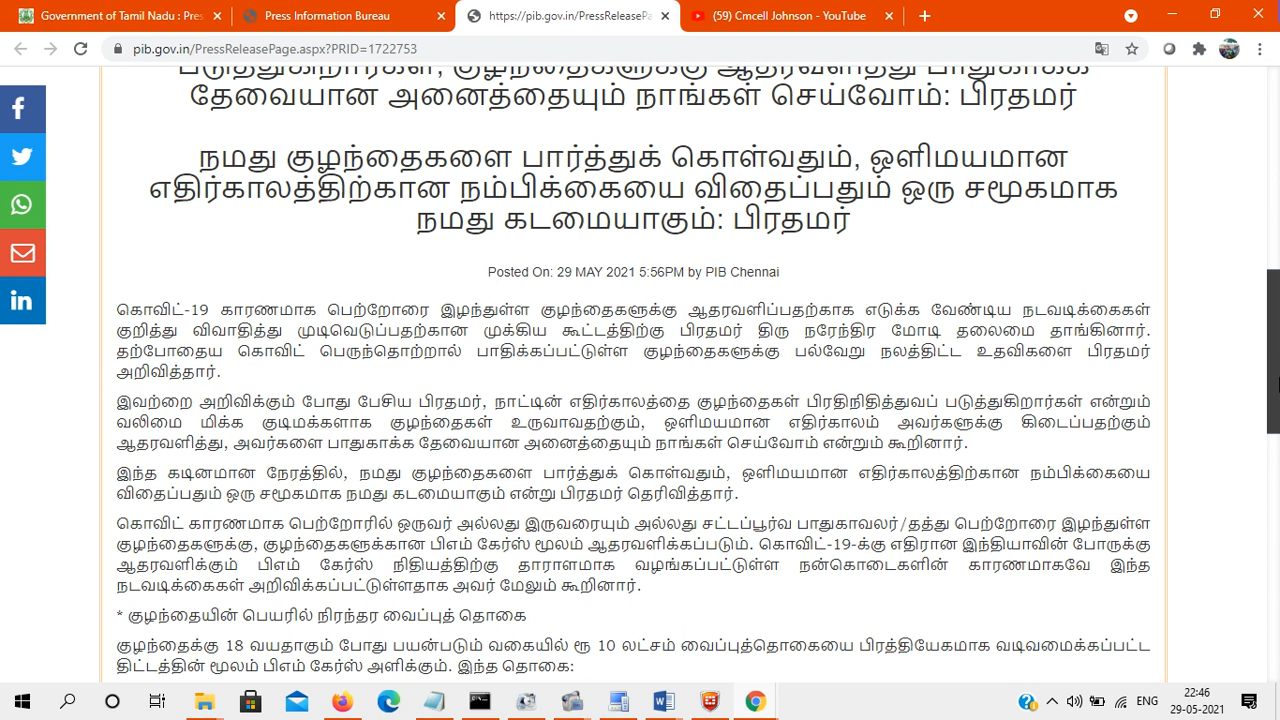 Government of Tamil Nadu : Pres
Press Information Bureau
https://pib.gov.in/PressReleasePa
(59) Cmcell Johnson - YouTube
pib.gov.in/PressReleasePage.aspx?PRID=1722753
படுத்துகிறார்கள், குழந்தைகளுக்கு ஆதரவளித்து பாதுகாக்க
தேவையான அனைத்தையும் நாங்கள் செய்வோம்: பிரதமர்
நமது குழந்தைகளை பார்த்துக் கொள்வதும், ஒளிமயமான
எதிர்காலத்திற்கான நம்பிக்கையை விதைப்பதும் ஒரு சமூகமாக
நமது கடமையாகும்: பிரதமர்
Posted On: 29 MAY 2021 5:56PM by PIB Chennai
கொவிட்-19 காரணமாக பெற்றோரை இழந்துள்ள குழந்தைகளுக்கு ஆதரவளிப்பதற்காக எடுக்க வேண்டிய நடவடிக்கைகள்
குறித்து விவாதித்து முடிவெடுப்பதற்கான முக்கிய கூட்டத்திற்கு பிரதமர் திரு நரேந்திர மோடி தலைமை தாங்கினார்.
தற்போதைய கொவிட் பெருந்தொற்றால் பாதிக்கப்பட்டுள்ள குழந்தைகளுக்கு பல்வேறு நலத்திட்ட உதவிகளை பிரதமர்
அறிவித்தார்.
இவற்றை அறிவிக்கும் போது பேசிய பிரதமர், நாட்டின் எதிர்காலத்தை குழந்தைகள் பிரதிநிதித்துவப் படுத்துகிறார்கள் என்றும்
வலிமை மிக்க குடிமக்களாக குழந்தைகள் உருவாவதற்கும், ஒளிமயமான எதிர்காலம் அவர்களுக்கு கிடைப்பதற்கும்
ஆதரவளித்து, அவர்களை பாதுகாக்க தேவையான அனைத்தையும் நாங்கள் செய்வோம் என்றும் கூறினார்.
இந்த கடினமான நேரத்தில், நமது குழந்தைகளை பார்த்துக் கொள்வதும், ஒளிமயமான எதிர்காலத்திற்கான நம்பிக்கையை
விதைப்பதும் ஒரு சமூகமாக நமது கடமையாகும் என்று பிரதமர் தெரிவித்தார்.
கொவிட் காரணமாக பெற்றோரில் ஒருவர் அல்லது இருவரையும் அல்லது சட்டப்பூர்வ பாதுகாவலர்/தத்து பெற்றோரை இழந்துள்ள
குழந்தைகளுக்கு, குழந்தைகளுக்கான பிஎம் கேர்ஸ் மூலம் ஆதரவளிக்கப்படும். கொவிட்-19-க்கு எதிரான இந்தியாவின் போருக்கு
ஆதரவளிக்கும் பிஎம் கேர்ஸ் நிதியத்திற்கு தாராளமாக வழங்கப்பட்டுள்ள நன்கொடைகளின் காரணமாகவே இந்த
நடவடிக்கைகள் அறிவிக்கப்பட்டுள்ளதாக அவர் மேலும் கூறினார்.
* குழந்தையின் பெயரில் நிரந்தர வைப்புத் தொகை
குழந்தைக்கு 18 வயதாகும் போது பயன்படும் வகையில் ரூ 10 லட்சம் வைப்புத்தொகையை பிரத்தியேகமாக வடிவமைக்கப்பட்ட
திட்டத்தின் மூலம் பிஎம் கேர்ஸ் அளிக்கும். இந்த தொகை:
ENG
22:46
29-05-2021